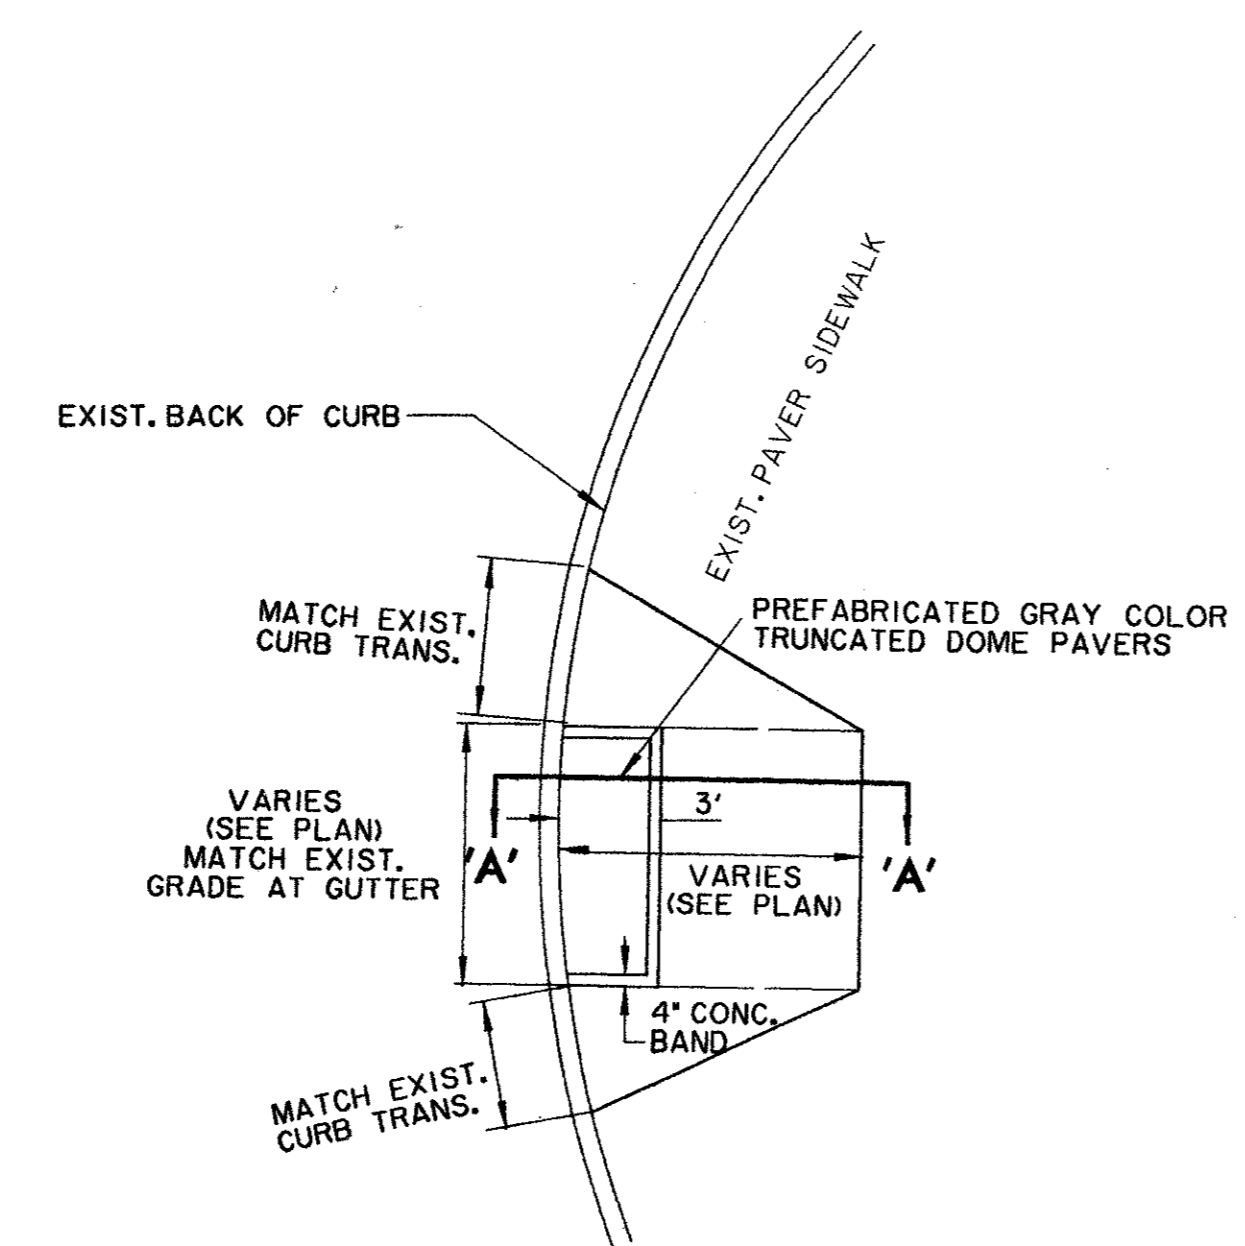 EXIST. PAVER SIDEWALK
EXIST. BACK OF CURB
MATCH EXIST.
CURB TRANS.
PREFABRICATED GRAY COLOR
TRUNCATED DOME PAVERS
VARIES
(SEE PLAN)
MATCH EXIST.
GRADE AT GUTTER
'A'
3'
VARIES
(SEE PLAN)
'A'
4" CONC.
BAND
MATCH EXIST.
CURB TRANS.